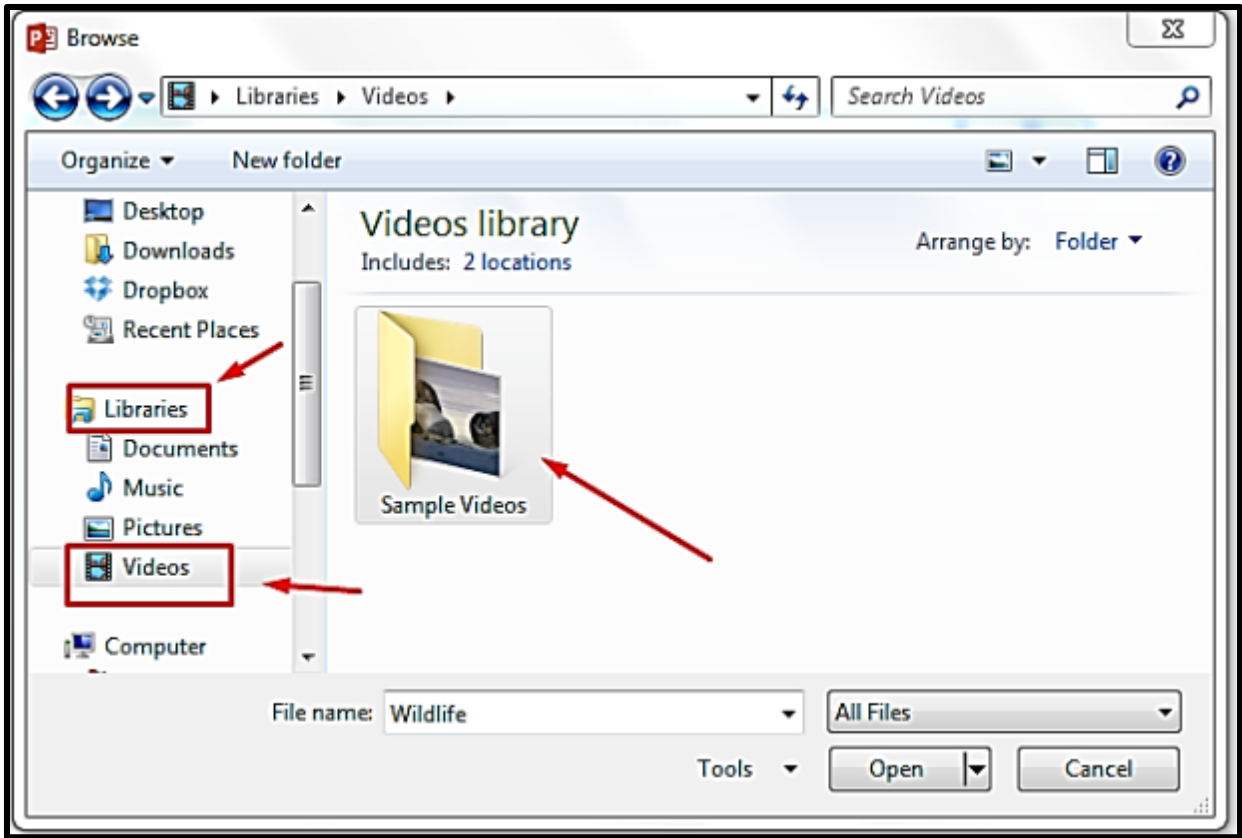 Browse
Libraries Videos
Search Videos
Organize New folder
Desktop
Downloads
Dropbox
Recent Places
Libraries
Documents
Music
Pictures
Videos
Computer
Videos library
Includes: 2 locations
Arrange by: Folder
Sample Videos
File name: Wildlife
All Files
Tools Open Cancel